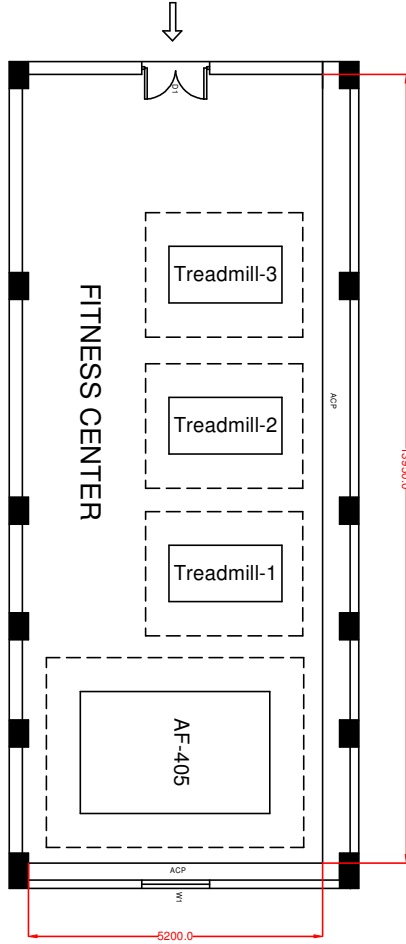 D1
Treadmill-3
FITNESS CENTER
ACP
Treadmill-2
Treadmill-1
AF-405
ACP
W1
5200.0